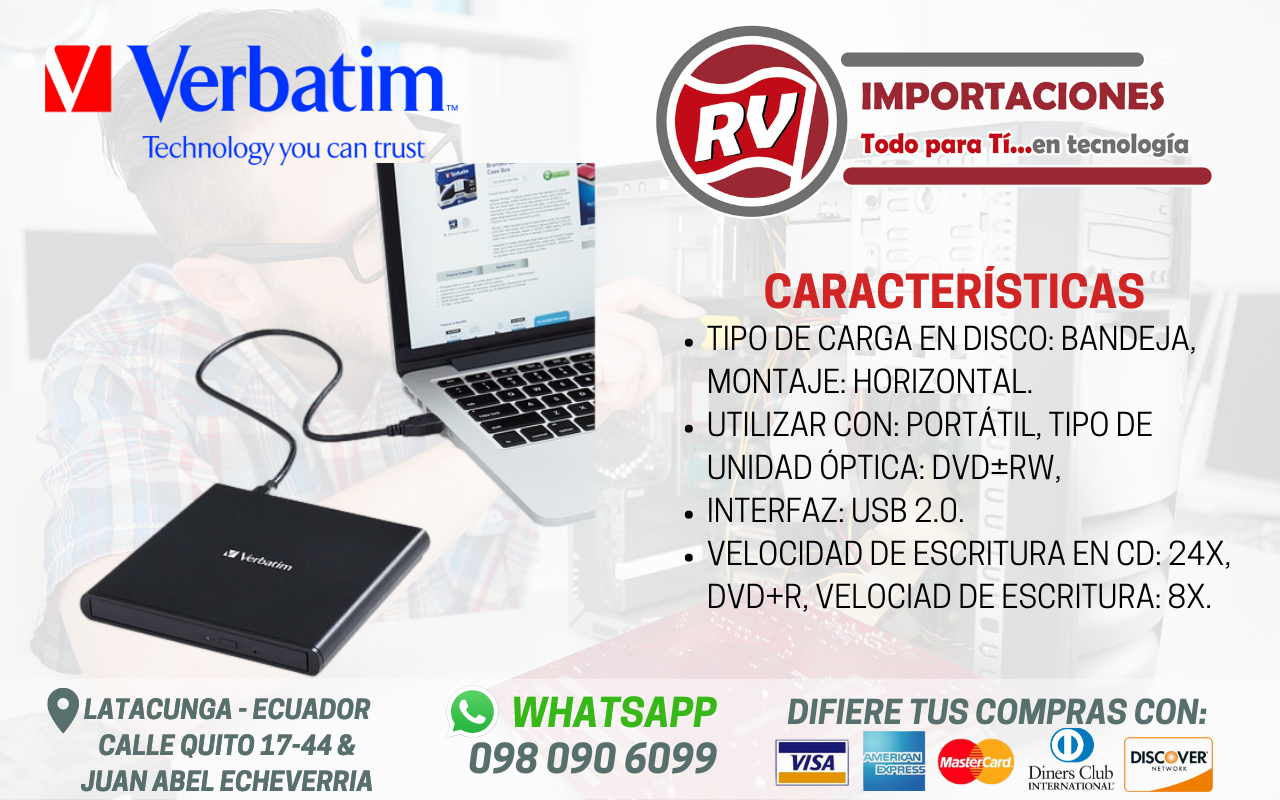 Verbatim™
Technology you can trust
RV
IMPORTACIONES
Todo para Tí...en tecnología
Case Box
Verbatim
CARACTERÍSTICAS
• TIPO DE CARGA EN DISCO: BANDEJA,
MONTAJE: HORIZONTAL.
• UTILIZAR CON: PORTÁTIL, TIPO DE
UNIDAD ÓPTICA: DVD±RW,
• INTERFAZ: USB 2.0.
• VELOCIDAD DE ESCRITURA EN CD: 24X,
DVD+R, VELOCIAD DE ESCRITURA: 8X.
Verbatim
LATACUNGA - ECUADOR
CALLE QUITO 17-44 &
JUAN ABEL ECHEVERRIA
WHATSAPP
098 090 6099
DIFIERE TUS COMPRAS CON:
VISA
AMERICAN
EXPRESS
MasterCard
Diners Club
INTERNATIONAL®
DISCOVER
NETWORK